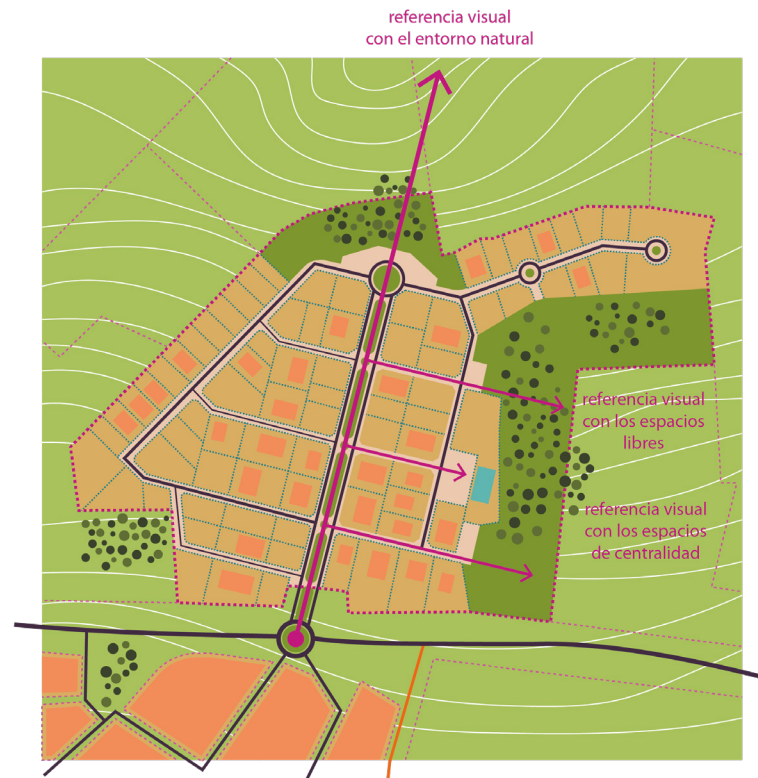 referencia visual
con el entorno natural
referencia visual
con los espacios
libres
referencia visual
con los espacios
de centralidad